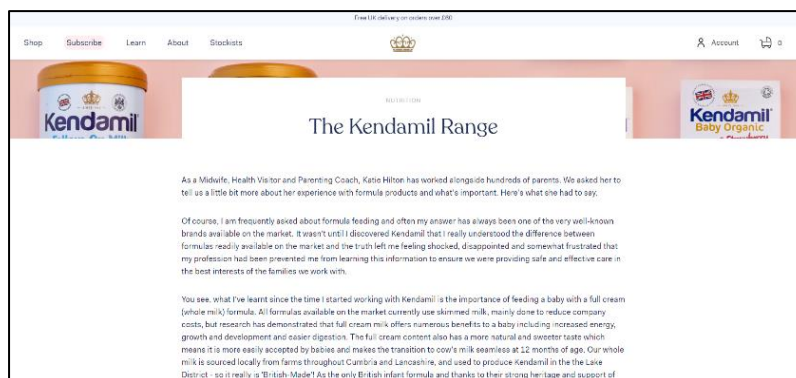 Free UK delivery on orders over £60
Shop Subscribe Learn About Stockists Account 0
Kendamil
Follow On Milk
NUTRITION
The Kendamil Range
Kendamil
Baby Organic
As a Midwife, Health Visitor and Parenting Coach, Katie Hilton has worked alongside hundreds of parents. We asked her to
tell us a little bit more about her experience with formula products and what's important. Here's what she had to say.
Of course, I am frequently asked about formula feeding and often my answer has always been one of the very well-known
brands available on the market. It wasn't until I discovered Kendamil that I really understood the difference between
formulas readily available on the market and the truth left me feeling shocked, disappointed and somewhat frustrated that
my profession had been prevented me from learning this information to ensure we were providing safe and effective care in
the best interests of the families we work with.
You see, what I've learnt since the time I started working with Kendamil is the importance of feeding a baby with a full cream
(whole milk) formula. All formulas available on the market currently use skimmed milk, mainly done to reduce company
costs, but research has demonstrated that full cream milk offers numerous benefits to a baby including increased energy,
growth and development and easier digestion. The full cream content also has a more natural and sweeter taste which
means it is more easily accepted by babies and makes the transition to cow's milk seamless at 12 months of age. Our whole
milk is sourced locally from farms throughout Cumbria and Lancashire, and used to produce Kendamil in the the Lake
District - so it really is 'British-Made'! As the only British infant formula and thanks to their strong heritage and support of